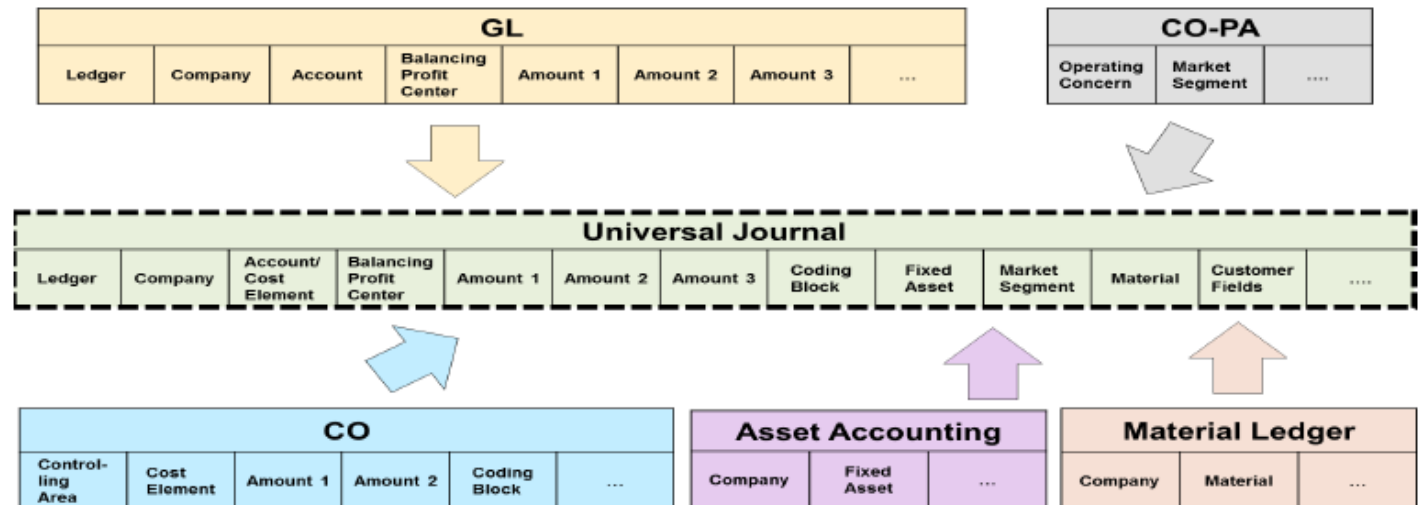 GL
Ledger
Company
Account
Balancing
Profit
Center
Amount 1
Amount 2
Amount 3
...
CO-PA
Operating
Concern
Market
Segment
....
Universal Journal
Ledger
Company
Account/
Cost
Element
Balancing
Profit
Center
Amount 1
Amount 2
Amount 3
Coding
Block
Fixed
Asset
Market
Segment
Material
Customer
Fields
....
CO
Control-
ling
Area
Cost
Element
Amount 1
Amount 2
Coding
Block
...
Asset Accounting
Company
Fixed
Asset
...
Material Ledger
Company
Material
...